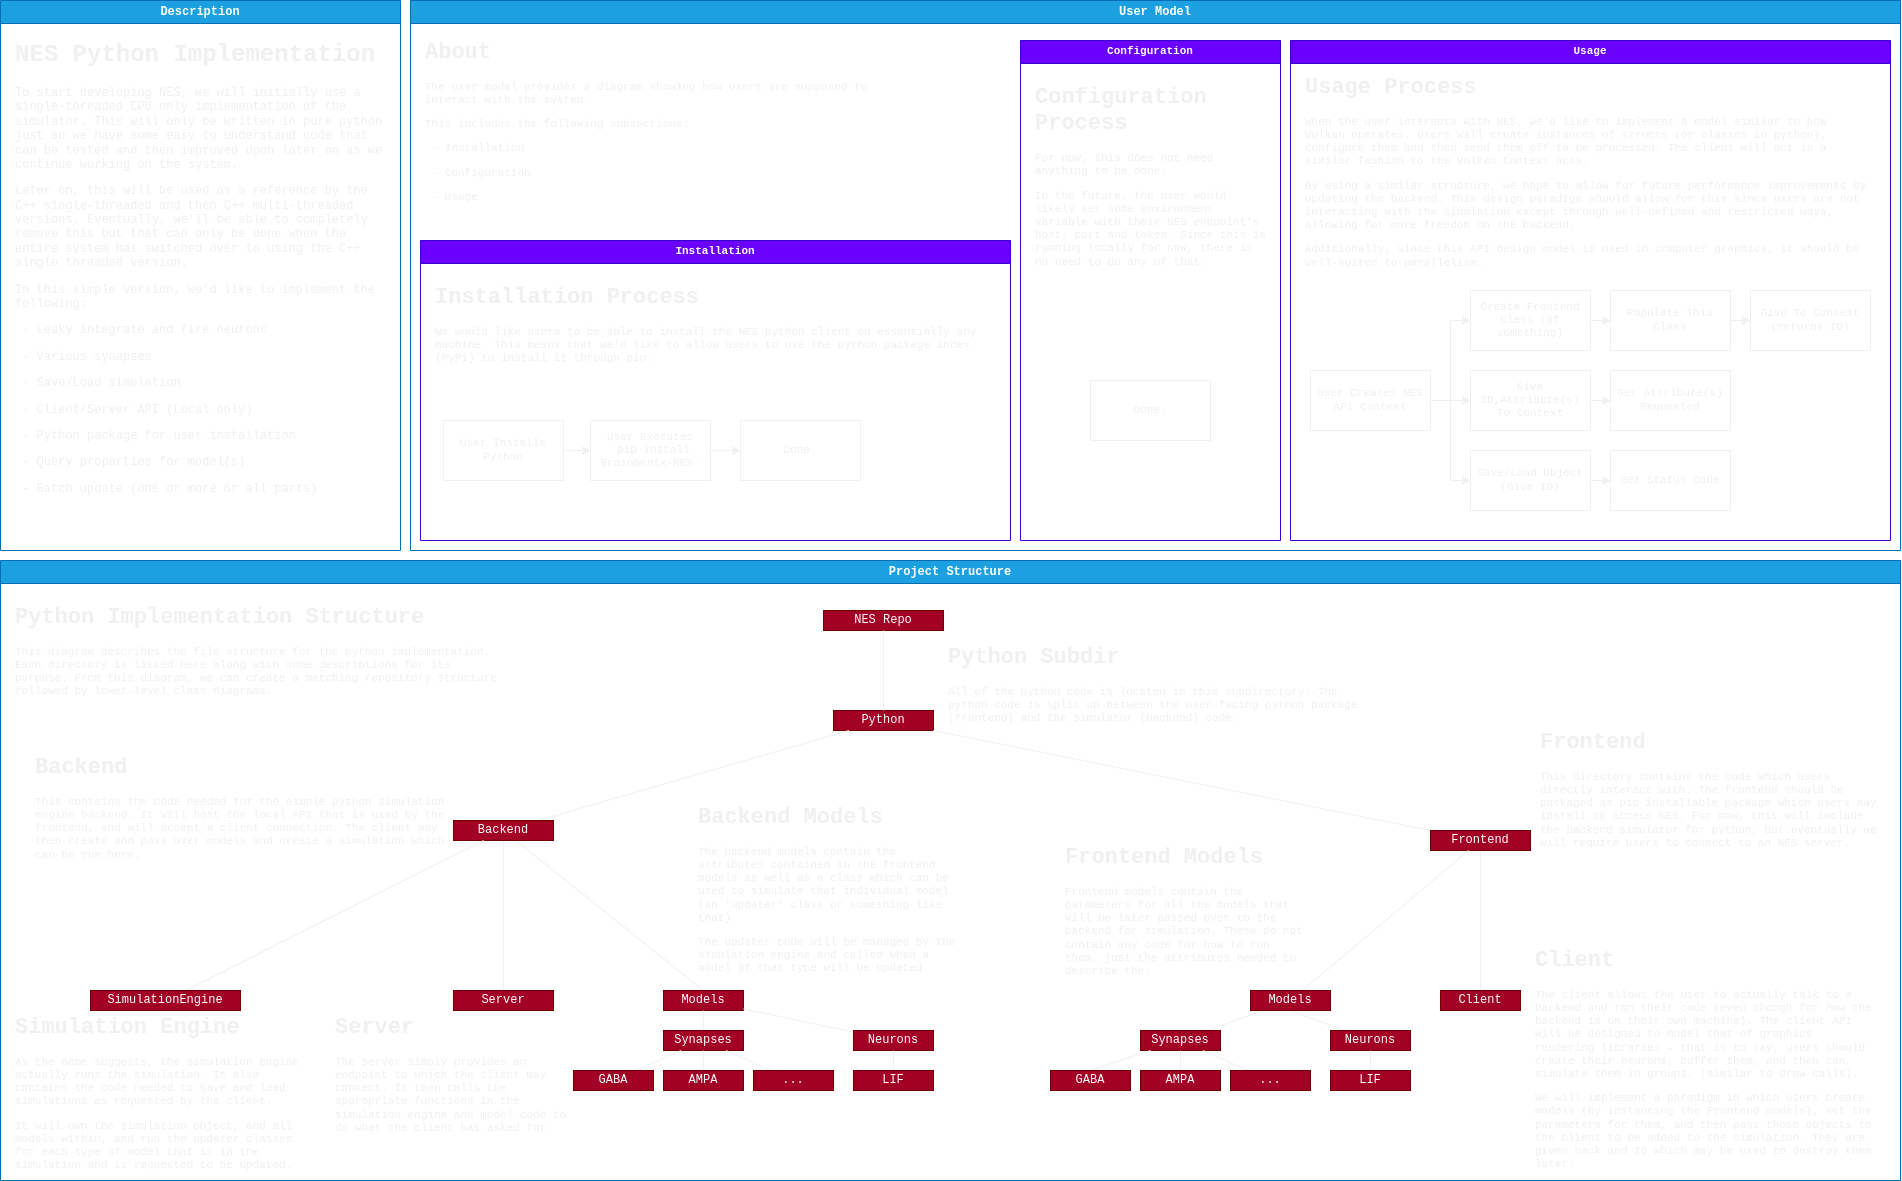 Description
NES Python Implementation
To start developing NES, we will initially use a
single-threaded CPU only implementation of the
simulator. This will only be written in pure python
just so we have some easy to understand code that
can be tested and then improved upon later on as we
continue working on the system.
Later on, this will be used as a reference by the
C++ single-threaded and then C++ multi-threaded
versions. Eventually, we'll be able to completely
remove this but that can only be done when the
entire system has switched over to using the C++
single threaded version.
In this simple version, we'd like to implement the
following:
- Leaky integrate and fire neurons
- Various synapses
- Save/Load simulation
- Client/Server API (Local only)
- Python package for user installation
- Query properties for model(s)
- Batch update (one or more or all parts)
User Model
About
The user model provides a diagram showing how users are supposed to
interact with the system.
This includes the following subsections:
- Installation
- Configuration
- Usage
Installation
Installation Process
We would like users to be able to install the NES python client on essentially any
machine. This means that we'd like to allow users to use the python package index
(PyPi) to install it through pip.
User Installs
Python
User Executes
pip install
BrainGenix-NES
Done.
Configuration
Configuration
Process
For now, this does not need
anything to be done.
In the future, the user would
likely set some environment
variable with their NES endpoint's
host, port and token. Since this is
running locally for now, there is
no need to do any of that.
Done.
Usage
Usage Process
When the user interacts with NES, we'd like to implement a model similar to how
Vulkan operates. Users will create instances of structs (or classes in python),
configure them and then send them off to be processed. The client will act in a
similar fashion to the Vulkan Context acts.
By using a similar structure, we hope to allow for future performance improvements by
updating the backend. This design paradigm should allow for this since users are not
interacting with the simulation except through well-defined and restricted ways,
allowing for more freedom on the backend.
Additionally, since this API design model is used in computer graphics, it should be
well-suited to parallelism.
User Creates NES
API Context
Create Frontend
Class (of
something)
Populate This
Class
Give To Context
(returns ID)
Give
ID,Attribute(s)
To Context
Get Attribute(s)
Requested
Save/Load Object
(Give ID)
Get Status Code
Project Structure
Python Implementation Structure
This diagram describes the file structure for the python implementation.
Each directory is listed here along with some descriptions for its
purpose. From this diagram, we can create a matching repository structure
followed by lower-level class diagrams.
NES Repo
Python Subdir
All of the python code is located in this subdirectory. The
python code is split up between the user-facing python package
(frontend) and the simulator (backend) code.
Python
Backend
This contains the code needed for the simple python simulation
engine backend. It will host the local API that is used by the
frontend, and will accept a client connection. The client may
then create and pass over models and create a simulation which
can be run here.
Backend
Backend Models
The backend models contain the
attributes contained in the frontend
models as well as a class which can be
used to simulate that individual model
(an 'updater' class or something like
that)
The updater code will be managed by the
simulation engine and called when a
model of that type will be updated.
Frontend Models
Frontend models contain the
parameters for all the models that
will be later passed over to the
backend for simulation. These do not
contain any code for how to run
them, just the attributes needed to
describe the.
Frontend
Frontend
This directory contains the code which users
directly interact with. The frontend should be
packaged as pip installable package which users may
install to access NES. For now, this will include
the backend simulator for python, but eventually we
will require users to connect to an NES server.
SimulationEngine
Server
Models
Models
Client
Simulation Engine
As the name suggests, the simulation engine
actually runs the simulation. It also
contains the code needed to save and load
simulations as requested by the client.
It will own the simulation object, and all
models within, and run the updater classes
for each type of model that is in the
simulation and is requested to be updated.
Server
The server simply provides an
endpoint to which the client may
connect. It then calls the
appropriate functions in the
simulation engine and model code to
do what the client has asked for.
Synapses
Neurons
GABA
AMPA
...
LIF
Synapses
Neurons
GABA
AMPA
...
LIF
Client
The client allows the user to actually talk to a
backend and run their code (even though for now the
backend is on their own machine). The client API
will be designed to model that of graphics
rendering libraries - that is to say, users should
create their neurons, buffer them, and then can
simulate them in groups. (similar to draw calls).
We will implement a paradigm in which users create
models (by instancing the Frontend models), set the
parameters for them, and then pass those objects to
the client to be added to the simulation. They are
given back and ID which may be used to destroy them
later.